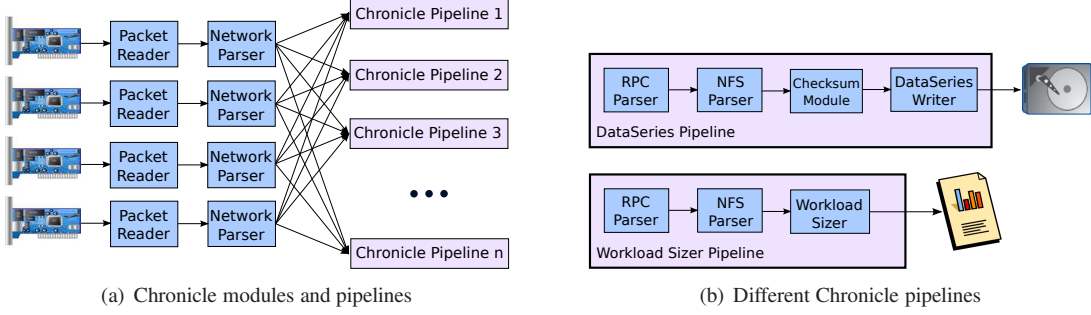 Packet
Reader
Network
Parser
Packet
Reader
Network
Parser
Packet
Reader
Network
Parser
Packet
Reader
Network
Parser
Chronicle Pipeline 1
Chronicle Pipeline 2
Chronicle Pipeline 3
...
Chronicle Pipeline n
(a) Chronicle modules and pipelines
RPC
Parser
NFS
Parser
Checksum
Module
DataSeries
Writer
DataSeries Pipeline
RPC
Parser
NFS
Parser
Workload
Sizer
Workload Sizer Pipeline
(b) Different Chronicle pipelines